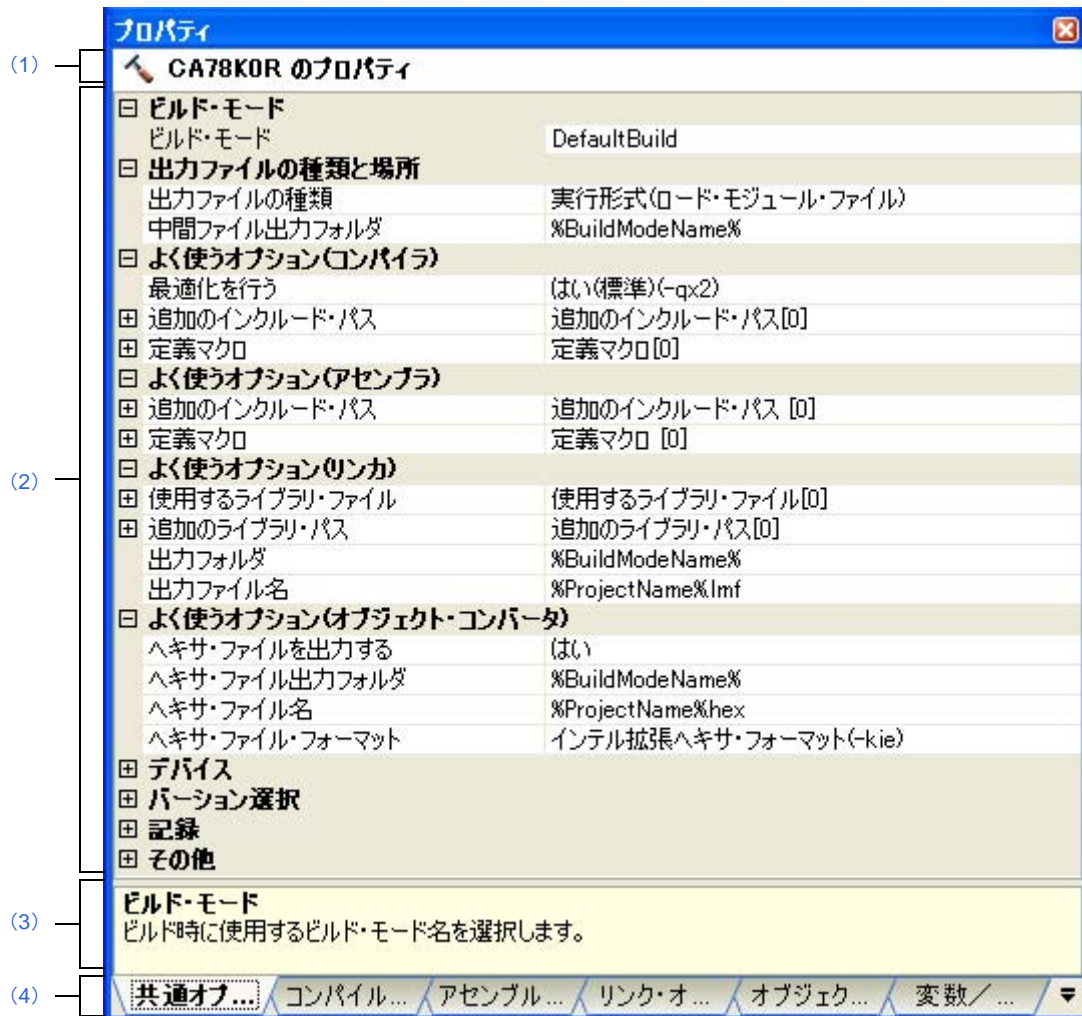 プロパティ
(1)
CA78K0R のプロパティ
ビルド・モード
ビルド・モード DefaultBuild
出力ファイルの種類と場所
出力ファイルの種類 実行形式(ロード・モジュール・ファイル)
中間ファイル出力フォルダ %BuildModeName%
よく使うオプション(コンパイラ)
最適化を行う はい(標準)(-qx2)
追加のインクルード・パス 追加のインクルード・パス[0]
定義マクロ 定義マクロ[0]
よく使うオプション(アセンブラ)
追加のインクルード・パス 追加のインクルード・パス [0]
定義マクロ 定義マクロ [0]
よく使うオプション(リンカ)
(2)
使用するライブラリ・ファイル 使用するライブラリ・ファイル[0]
追加のライブラリ・パス 追加のライブラリ・パス[0]
出力フォルダ %BuildModeName%
出力ファイル名 %ProjectName%.lmf
よく使うオプション(オブジェクト・コンバータ)
ヘキサ・ファイルを出力する はい
ヘキサ・ファイル出力フォルダ %BuildModeName%
ヘキサ・ファイル名 %ProjectName%.hex
ヘキサ・ファイル・フォーマット インテル拡張ヘキサ・フォーマット(-kie)
デバイス
バージョン選択
記録
その他
(3)
ビルド・モード
ビルド時に使用するビルド・モード名を選択します。
(4)
共通オプ... コンパイル... アセンブル... リンク・オ... オブジェク... 変数/...